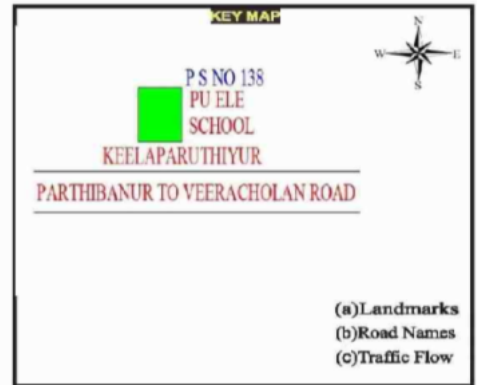 KEY MAP
N
W E
S
P S NO 138
PU ELE
SCHOOL
KEELAPARUTHIYUR
PARTHIBANUR TO VEERACHOLAN ROAD
(a)Landmarks
(b)Road Names
(c)Traffic Flow